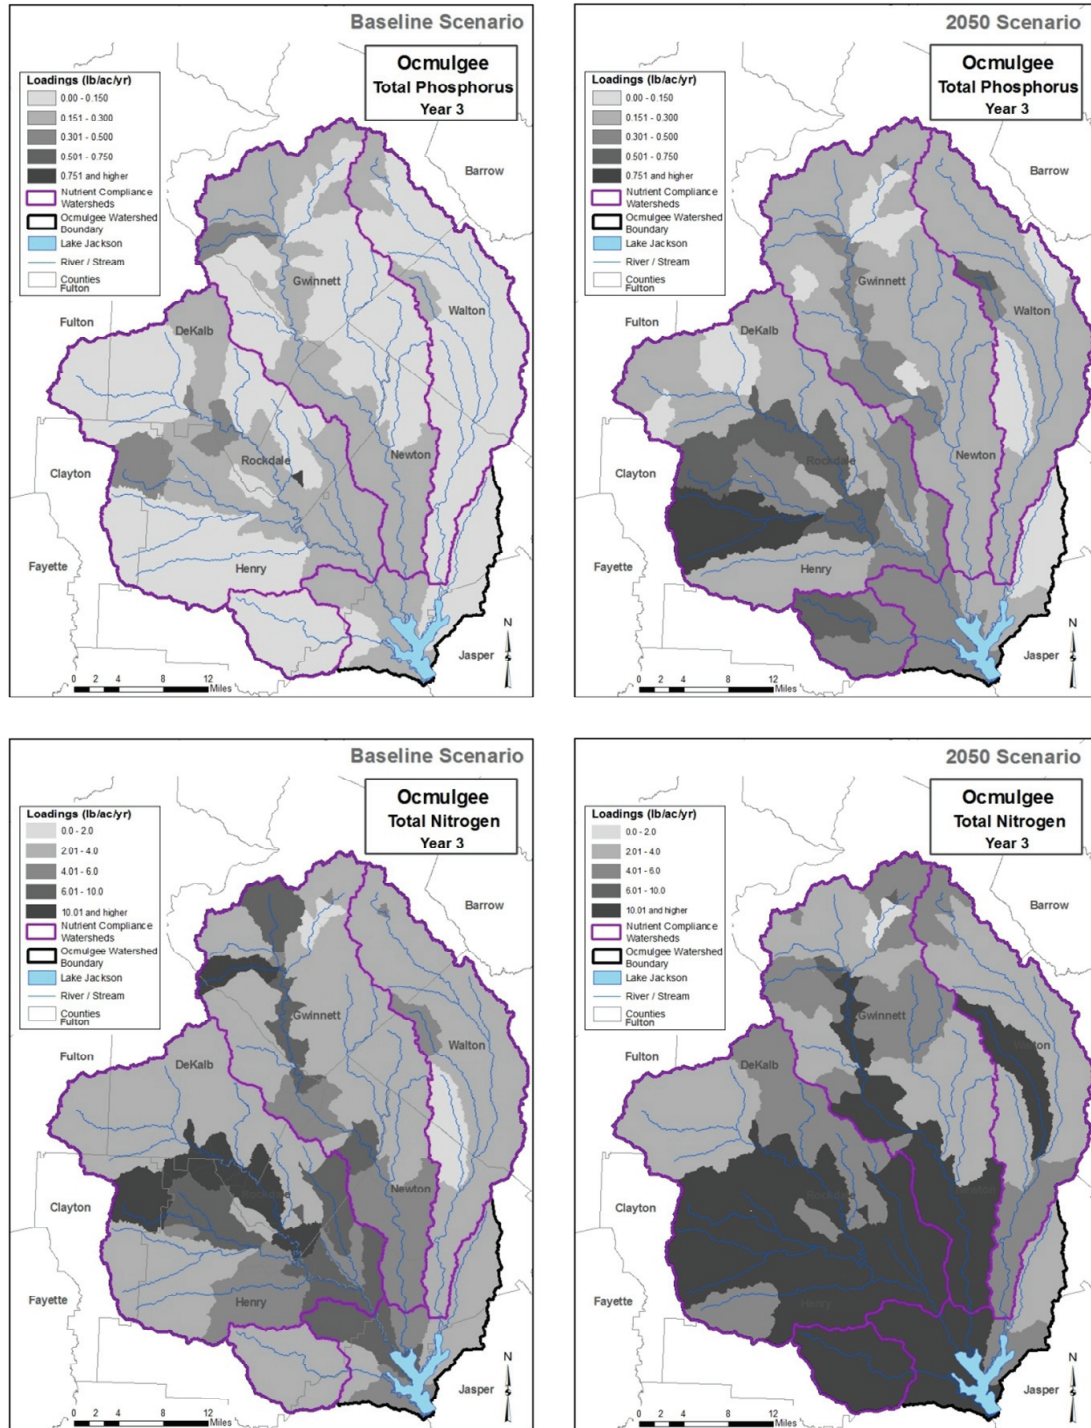 Baseline Scenario
Ocmulgee
Total Phosphorus
Year 3
Loadings (lb/ac/yr)
0.00 - 0.150
0.151 - 0.300
0.301 - 0.500
0.501 - 0.750
0.751 and higher
Nutrient Compliance
Watersheds
Ocmulgee Watershed
Boundary
Lake Jackson
River / Stream
Counties
Fulton
Barrow
Gwinnett
Walton
Fulton
DeKalb
Clayton
Rockdale
Newton
Fayette
Henry
Jasper
N
0 2 4 8 12
Miles
2050 Scenario
Ocmulgee
Total Phosphorus
Year 3
Loadings (lb/ac/yr)
0.00 - 0.150
0.151 - 0.300
0.301 - 0.500
0.501 - 0.750
0.751 and higher
Nutrient Compliance
Watersheds
Ocmulgee Watershed
Boundary
Lake Jackson
River / Stream
Counties
Fulton
Barrow
Gwinnett
Walton
Fulton
DeKalb
Clayton
Rockdale
Newton
Fayette
Henry
Jasper
N
0 2 4 8 12
Miles
Baseline Scenario
Ocmulgee
Total Nitrogen
Year 3
Loadings (lb/ac/yr)
0.0 - 2.0
2.01 - 4.0
4.01 - 6.0
6.01 - 10.0
10.01 and higher
Nutrient Compliance
Watersheds
Ocmulgee Watershed
Boundary
Lake Jackson
River / Stream
Counties
Fulton
Barrow
Gwinnett
Walton
Fulton
DeKalb
Clayton
Rockdale
Newton
Fayette
Henry
Jasper
N
0 2 4 8 12
Miles
2050 Scenario
Ocmulgee
Total Nitrogen
Year 3
Loadings (lb/ac/yr)
0.0 - 2.0
2.01 - 4.0
4.01 - 6.0
6.01 - 10.0
10.01 and higher
Nutrient Compliance
Watersheds
Ocmulgee Watershed
Boundary
Lake Jackson
River / Stream
Counties
Fulton
Barrow
Gwinnett
Walton
Fulton
DeKalb
Clayton
Rockdale
Newton
Fayette
Henry
Jasper
N
0 2 4 8 12
Miles